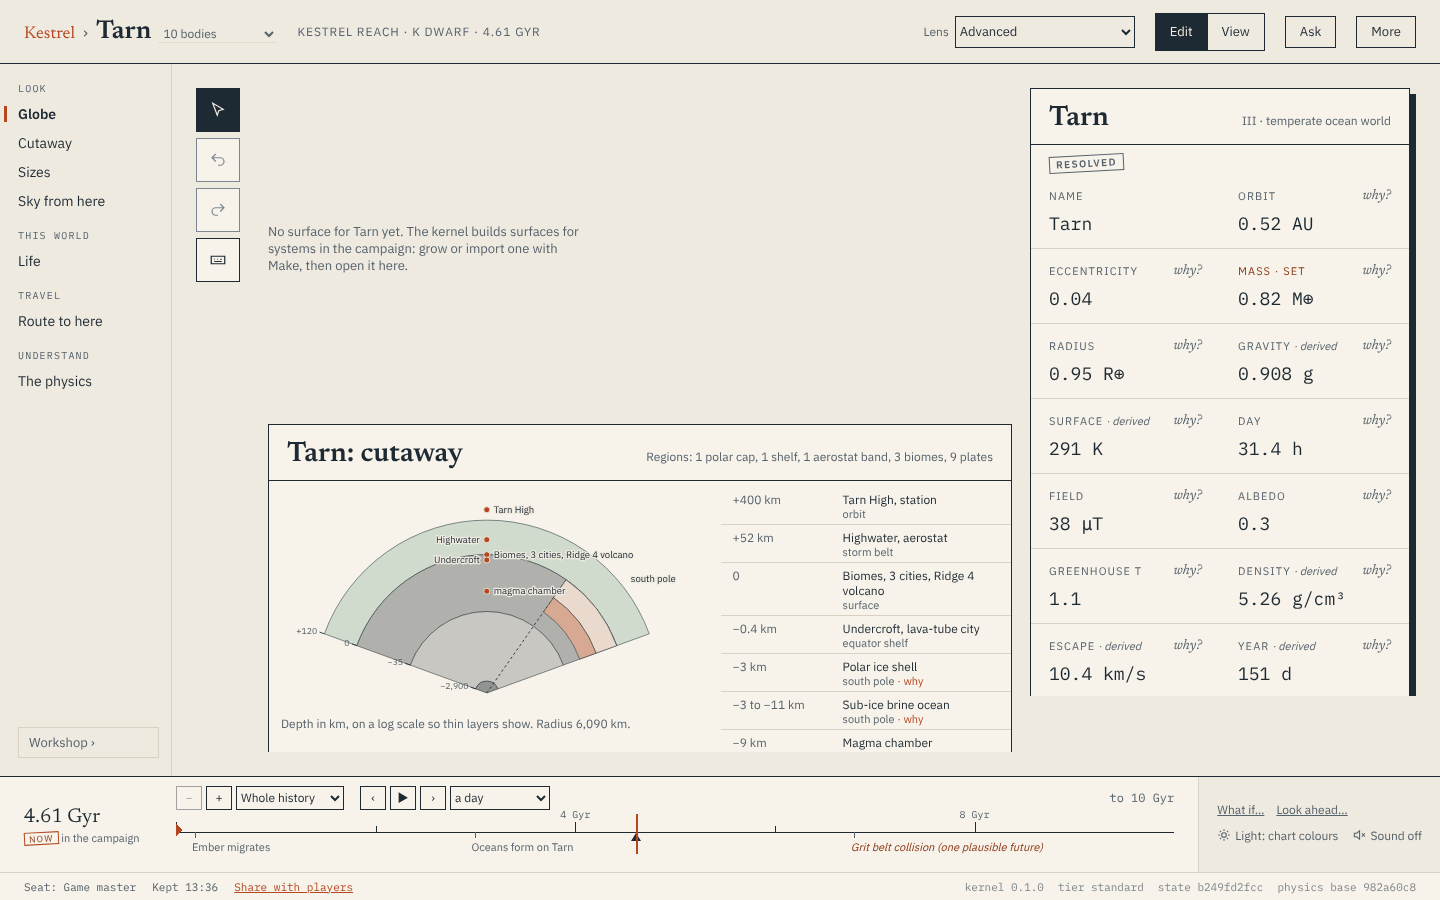 Kestrel › Tarn 10 bodies KESTREL REACH · K DWARF · 4.61 GYR Lens Advanced Edit View Ask More
LOOK
Globe
Cutaway
Sizes
Sky from here
THIS WORLD
Life
TRAVEL
Route to here
UNDERSTAND
The physics
Workshop ›
No surface for Tarn yet. The kernel builds surfaces for
systems in the campaign: grow or import one with
Make, then open it here.
Tarn: cutaway Regions: 1 polar cap, 1 shelf, 1 aerostat band, 3 biomes, 9 plates
Tarn High
Highwater
Biomes, 3 cities, Ridge 4 volcano
Undercroft
south pole
magma chamber
+120
0
−35
−2,900
Depth in km, on a log scale so thin layers show. Radius 6,090 km.
+400 km Tarn High, station
orbit
+52 km Highwater, aerostat
storm belt
0 Biomes, 3 cities, Ridge 4
volcano
surface
−0.4 km Undercroft, lava-tube city
equator shelf
−3 km Polar ice shell
south pole · why
−3 to −11 km Sub-ice brine ocean
south pole · why
−9 km Magma chamber
Tarn III · temperate ocean world
RESOLVED
NAME ORBIT why?
Tarn 0.52 AU
ECCENTRICITY why? MASS · SET why?
0.04 0.82 M⊕
RADIUS why? GRAVITY · derived why?
0.95 R⊕ 0.908 g
SURFACE · derived why? DAY why?
291 K 31.4 h
FIELD why? ALBEDO why?
38 µT 0.3
GREENHOUSE Τ why? DENSITY · derived why?
1.1 5.26 g/cm³
ESCAPE · derived why? YEAR · derived why?
10.4 km/s 151 d
4.61 Gyr
NOW in the campaign
− + Whole history ‹ ▶ › a day to 10 Gyr
4 Gyr 8 Gyr
Ember migrates Oceans form on Tarn Grit belt collision (one plausible future)
What if… Look ahead…
Light: chart colours Sound off
Seat: Game master Kept 13:36 Share with players kernel 0.1.0 tier standard state b249fd2fcc physics base 982a60c8